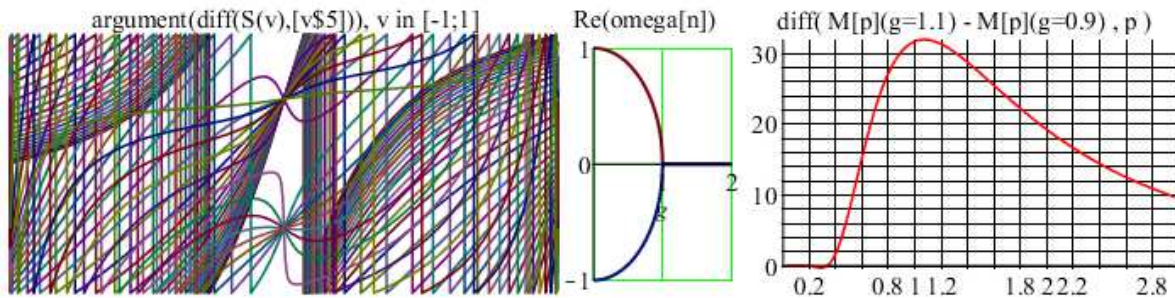 argument(diff(S(v),[v$5])), v in [-1;1]
Re(omega[n])
diff( M[p](g=1.1) - M[p](g=0.9) , p )
1
0
-1
2
g
30
20
10
0
0.2 0.8 1 1.2 1.8 2 2.2 2.8